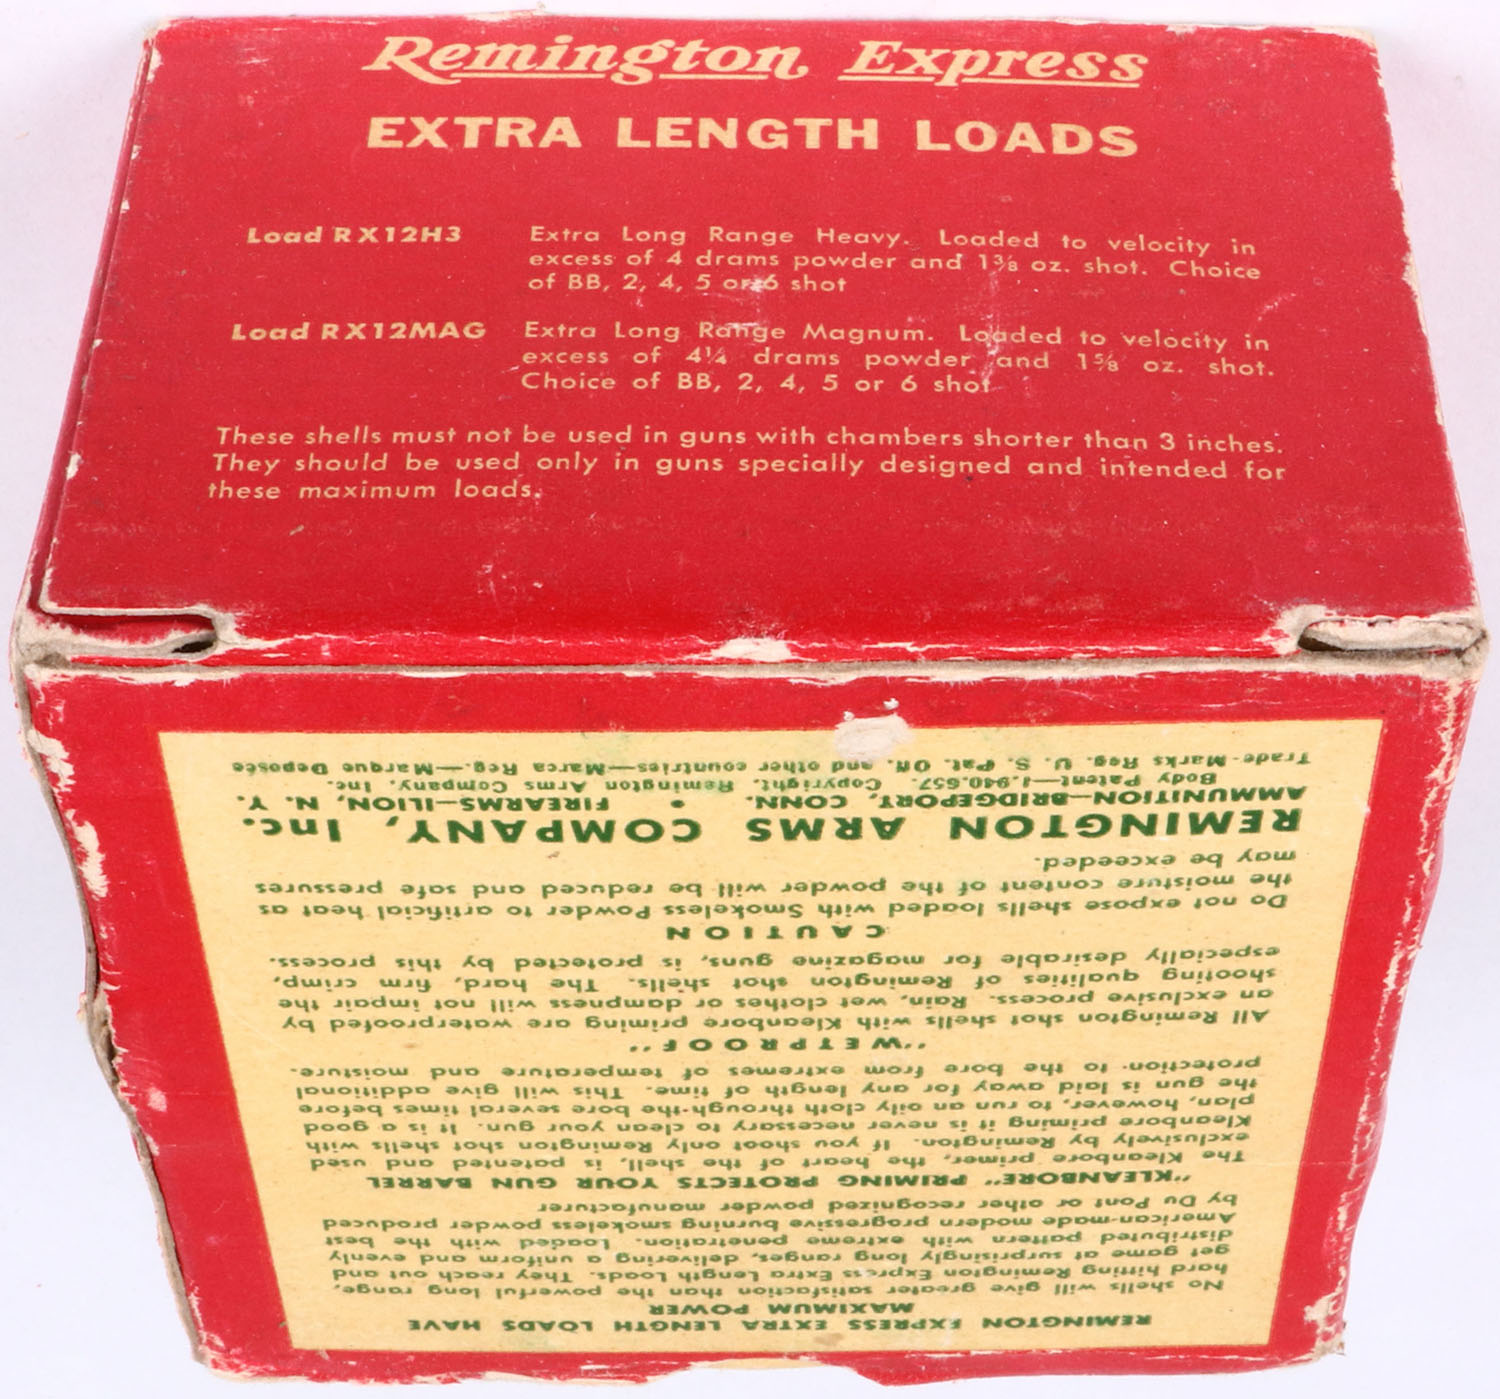 Remington Express
EXTRA LENGTH LOADS
Load RX12H3 Extra Long Range Heavy. Loaded to velocity in
excess of 4 drams powder and 1⅜ oz. shot. Choice
of BB, 2, 4, 5 or 6 shot
Load RX12MAG Extra Long Range Magnum. Loaded to velocity in
excess of 4¼ drams powder and 1⅝ oz. shot.
Choice of BB, 2, 4, 5 or 6 shot
These shells must not be used in guns with chambers shorter than 3 inches.
They should be used only in guns specially designed and intended for
these maximum loads.
REMINGTON EXPRESS EXTRA LENGTH LOADS HAVE
MAXIMUM POWER
No shells will give greater satisfaction than the powerful long range,
hard hitting Remington Express Extra Length Loads. They reach out and
get game at surprisingly long ranges, delivering a uniform and evenly
distributed pattern with extreme penetration. Loaded with the best
American-made modern progressive burning smokeless powder produced
by Du Pont or other recognized powder manufacturer
"KLEANBORE" PRIMING PROTECTS YOUR GUN BARREL
The Kleanbore primer, the heart of the shell, is patented and used
exclusively by Remington. If you shoot only Remington shot shells with
Kleanbore priming it is never necessary to clean your gun. It is a good
plan, however, to run an oily cloth through the bore several times before
the gun is laid away for any length of time. This will give additional
protection to the bore from extremes of temperature and moisture.
"WETPROOF"
All Remington shot shells with Kleanbore priming are waterproofed by
an exclusive process. Rain, wet clothes or dampness will not impair the
shooting qualities of Remington shot shells. The hard, firm crimp,
especially desirable for magazine guns, is protected by this process.
CAUTION
Do not expose shells loaded with Smokeless Powder to artificial heat as
the moisture content of the powder will be reduced and safe pressures
may be exceeded.
REMINGTON ARMS COMPANY, Inc.
AMMUNITION—BRIDGEPORT, CONN. • FIREARMS—ILION, N. Y.
Body Patent—1,940,657. Copyright, Remington Arms Company, Inc.
Trade-Marks Reg. U. S. Pat. Off. and other countries—Marca Reg.—Marque Deposée